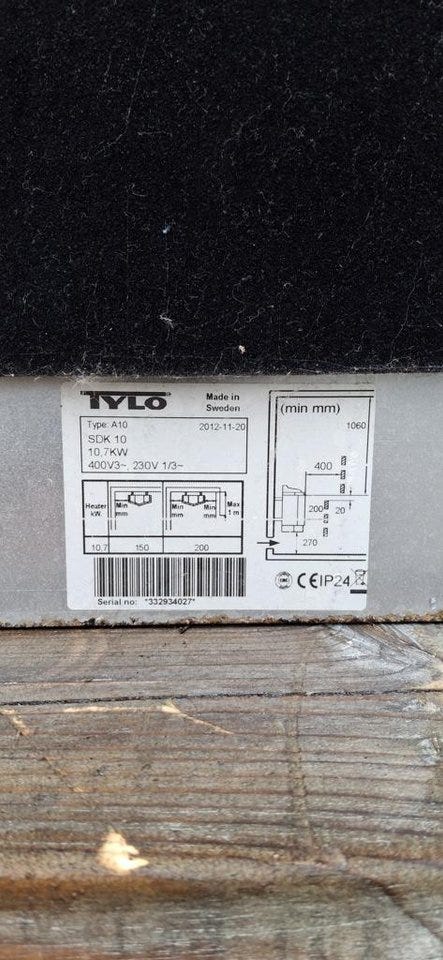 TYLÖ
Made in
Sweden
Type: A10
2012-11-20
SDK 10
10,7KW
400V3~, 230V 1/3~
Heater
kW.
Min
mm
Min
mm
Min
mm
Max
1 m
10,7
150
200
Serial no: *332934027*
(min mm)
1060
400
200
20
270
CE IP24